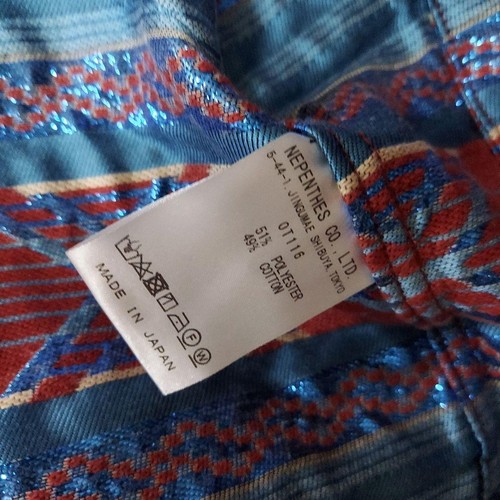 NEPENTHES CO., LTD.
5-44-1, JINGUMAE SHIBUYA, TOKYO
OT116
51% POLYESTER
49% COTTON
F W
MADE IN JAPAN